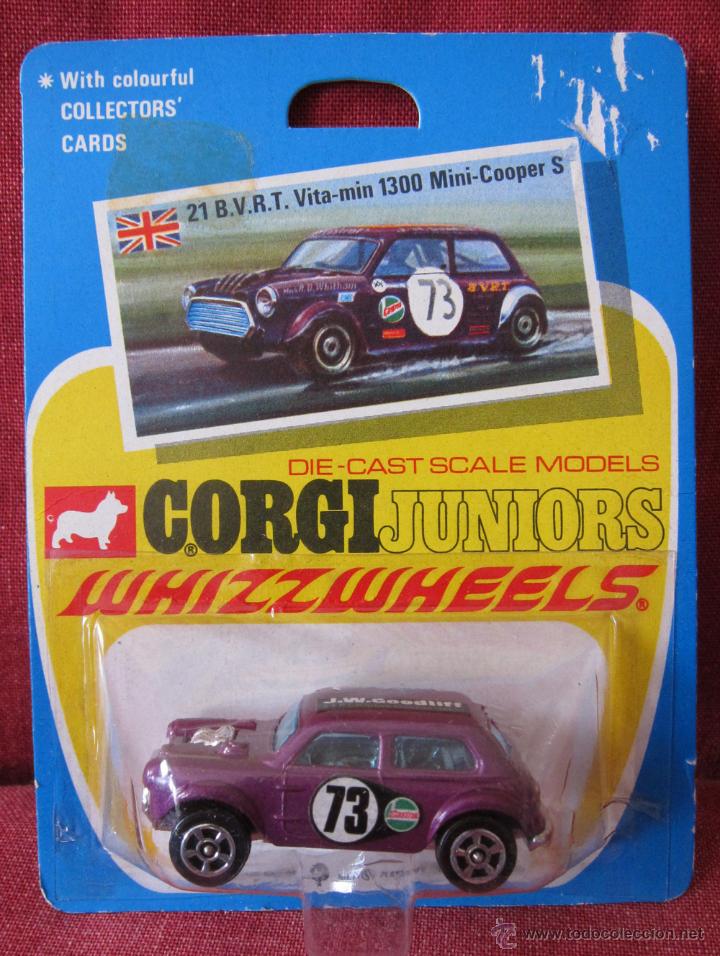 * With colourful
COLLECTORS'
CARDS
21 B.V.R.T. Vita-min 1300 Mini-Cooper S
73
B.V.R.T.
DIE-CAST SCALE MODELS
CORGI JUNIORS
®
WHIZZWHEELS®
J.W.Goodliff
73
CASTROL
© www.todocoleccion.net